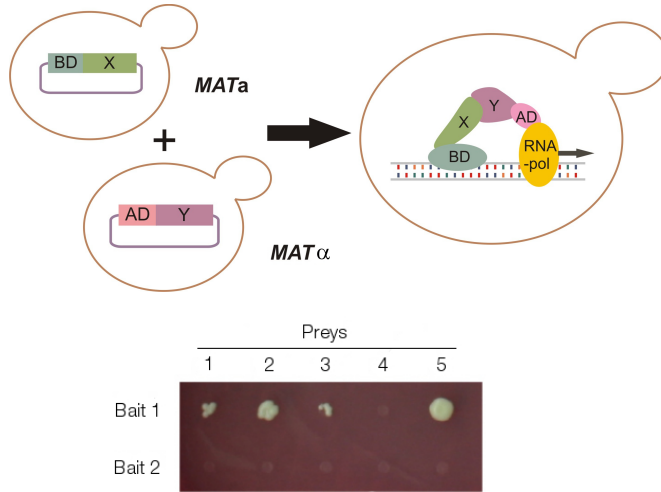 BD X
MATa
+
AD Y
MATα
X Y AD
BD RNA
-pol
Preys
1 2 3 4 5
Bait 1
Bait 2